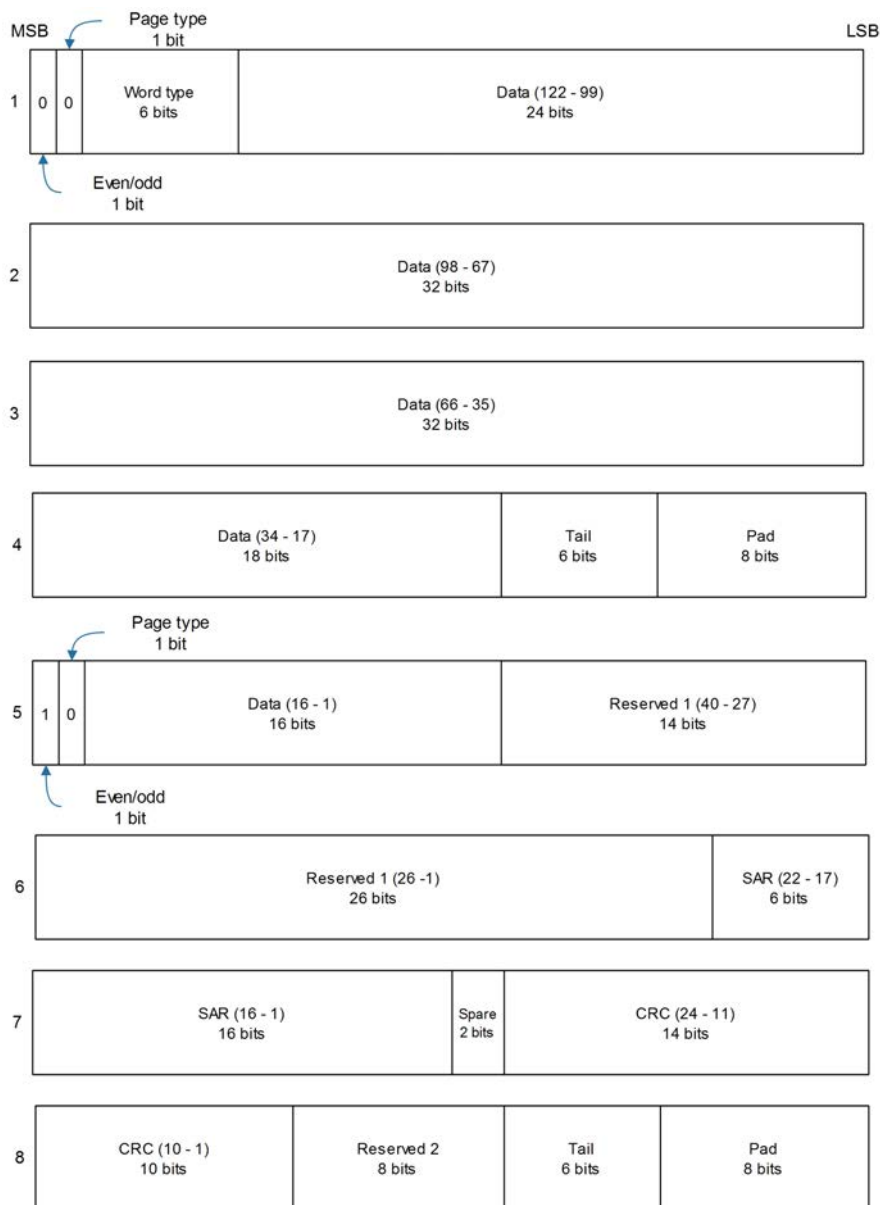 Page type
1 bit
MSB
LSB
1
0
0
Word type
6 bits
Data (122 - 99)
24 bits
Even/odd
1 bit
2
Data (98 - 67)
32 bits
3
Data (66 - 35)
32 bits
4
Data (34 - 17)
18 bits
Tail
6 bits
Pad
8 bits
Page type
1 bit
5
1
0
Data (16 - 1)
16 bits
Reserved 1 (40 - 27)
14 bits
Even/odd
1 bit
6
Reserved 1 (26 -1)
26 bits
SAR (22 - 17)
6 bits
7
SAR (16 - 1)
16 bits
Spare
2 bits
CRC (24 - 11)
14 bits
8
CRC (10 - 1)
10 bits
Reserved 2
8 bits
Tail
6 bits
Pad
8 bits